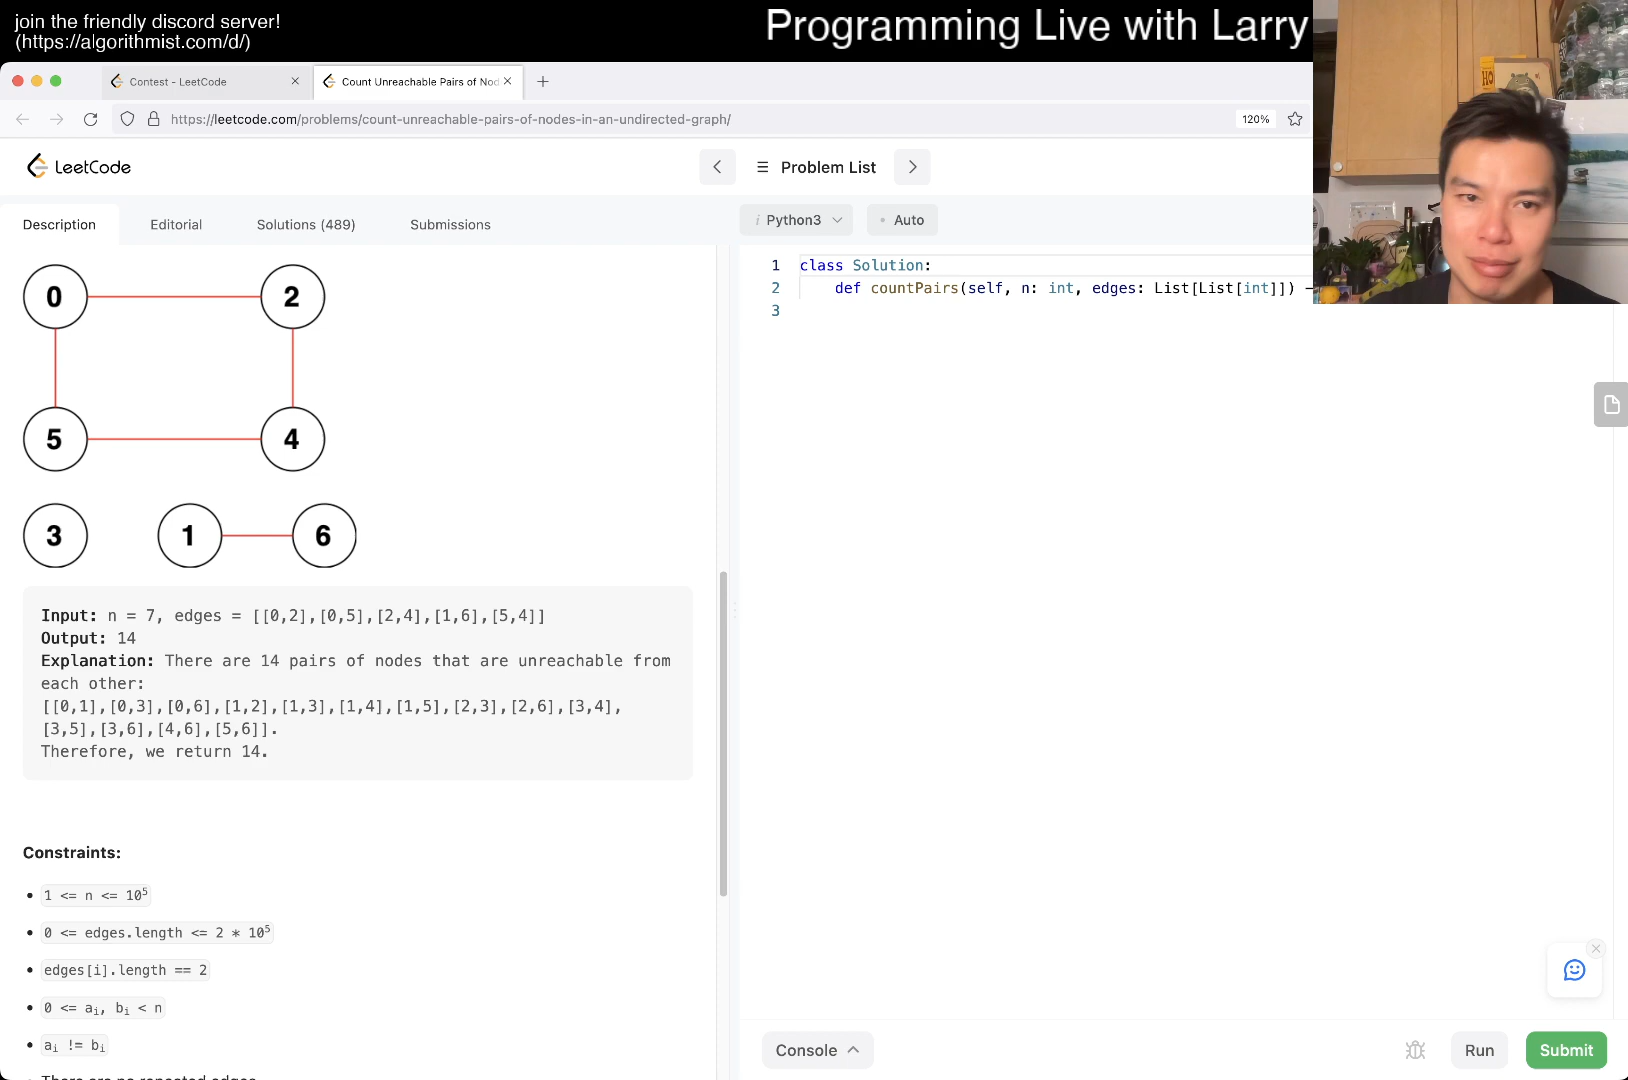 join the friendly discord server!
(https://algorithmist.com/d/)
Programming Live with Larry
Contest - LeetCode
Count Unreachable Pairs of Nod
https://leetcode.com/problems/count-unreachable-pairs-of-nodes-in-an-undirected-graph/
120%
HO
LeetCode
Problem List
Description
Editorial
Solutions (489)
Submissions
i Python3
• Auto
0
2
5
4
3
1
6
1 class Solution:
2 def countPairs(self, n: int, edges: List[List[int]]) -
3
Input: n = 7, edges = [[0,2],[0,5],[2,4],[1,6],[5,4]]
Output: 14
Explanation: There are 14 pairs of nodes that are unreachable from
each other:
[[0,1],[0,3],[0,6],[1,2],[1,3],[1,4],[1,5],[2,3],[2,6],[3,4],
[3,5],[3,6],[4,6],[5,6]].
Therefore, we return 14.
Constraints:
• 1 <= n <= 10⁵
• 0 <= edges.length <= 2 * 10⁵
• edges[i].length == 2
• 0 <= aᵢ, bᵢ < n
• aᵢ != bᵢ
There are no repeated edges
Console
Run
Submit